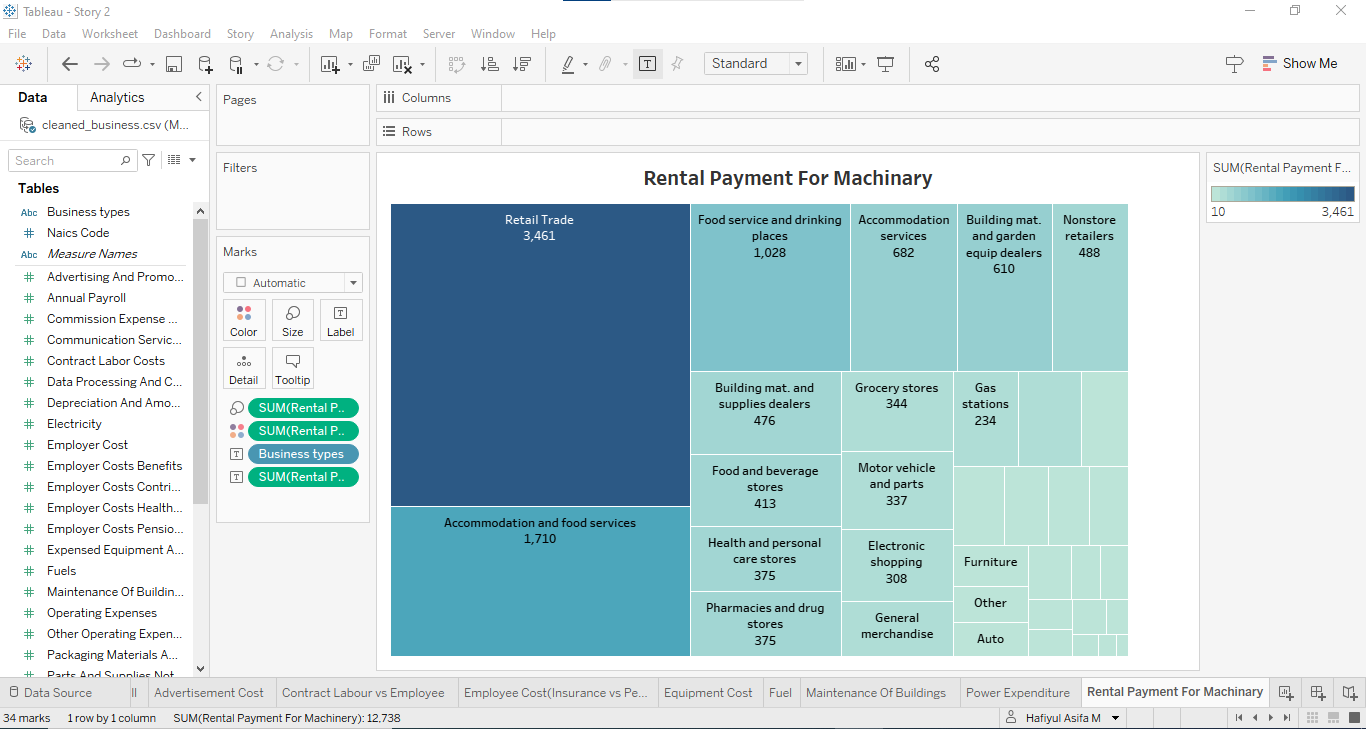 Tableau - Story 2
File Data Worksheet Dashboard Story Analysis Map Format Server Window Help
Standard
Show Me
Data Analytics
cleaned_business.csv (M...
Search
Tables
Abc Business types
# Naics Code
Abc Measure Names
# Advertising And Promo...
# Annual Payroll
# Commission Expense ...
# Communication Servic...
# Contract Labor Costs
# Data Processing And C...
# Depreciation And Amo...
# Electricity
# Employer Cost
# Employer Costs Benefits
# Employer Costs Contri...
# Employer Costs Health...
# Employer Costs Pensio...
# Expensed Equipment A...
# Fuels
# Maintenance Of Buildin...
# Operating Expenses
# Other Operating Expen...
# Packaging Materials A...
# Parts And Supplies Not
Pages
Filters
Marks
Automatic
Color Size Label
Detail Tooltip
SUM(Rental P..
SUM(Rental P..
Business types
SUM(Rental P..
Columns
Rows
Rental Payment For Machinary
Retail Trade
3,461
Accommodation and food services
1,710
Food service and drinking
places
1,028
Accommodation
services
682
Building mat.
and garden
equip dealers
610
Nonstore
retailers
488
Building mat. and
supplies dealers
476
Grocery stores
344
Gas
stations
234
Food and beverage
stores
413
Motor vehicle
and parts
337
Health and personal
care stores
375
Electronic
shopping
308
Pharmacies and drug
stores
375
General
merchandise
Furniture
Other
Auto
SUM(Rental Payment F...
10 3,461
Data Source ll Advertisement Cost Contract Labour vs Employee Employee Cost(Insurance vs Pe... Equipment Cost Fuel Maintenance Of Buildings Power Expenditure Rental Payment For Machinary
34 marks 1 row by 1 column SUM(Rental Payment For Machinery): 12,738 Hafiyul Asifa M